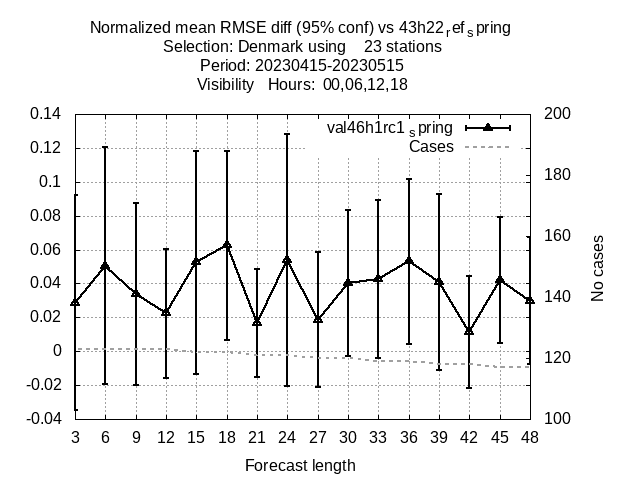 Normalized mean RMSE diff (95% conf) vs 43h22refspring
Selection: Denmark using 23 stations
Period: 20230415-20230515
Visibility Hours: 00,06,12,18
val46h1rc1spring
Cases
0.14
0.12
0.1
0.08
0.06
0.04
0.02
0
-0.02
-0.04
200
180
160
140
120
100
No cases
3 6 9 12 15 18 21 24 27 30 33 36 39 42 45 48
Forecast length